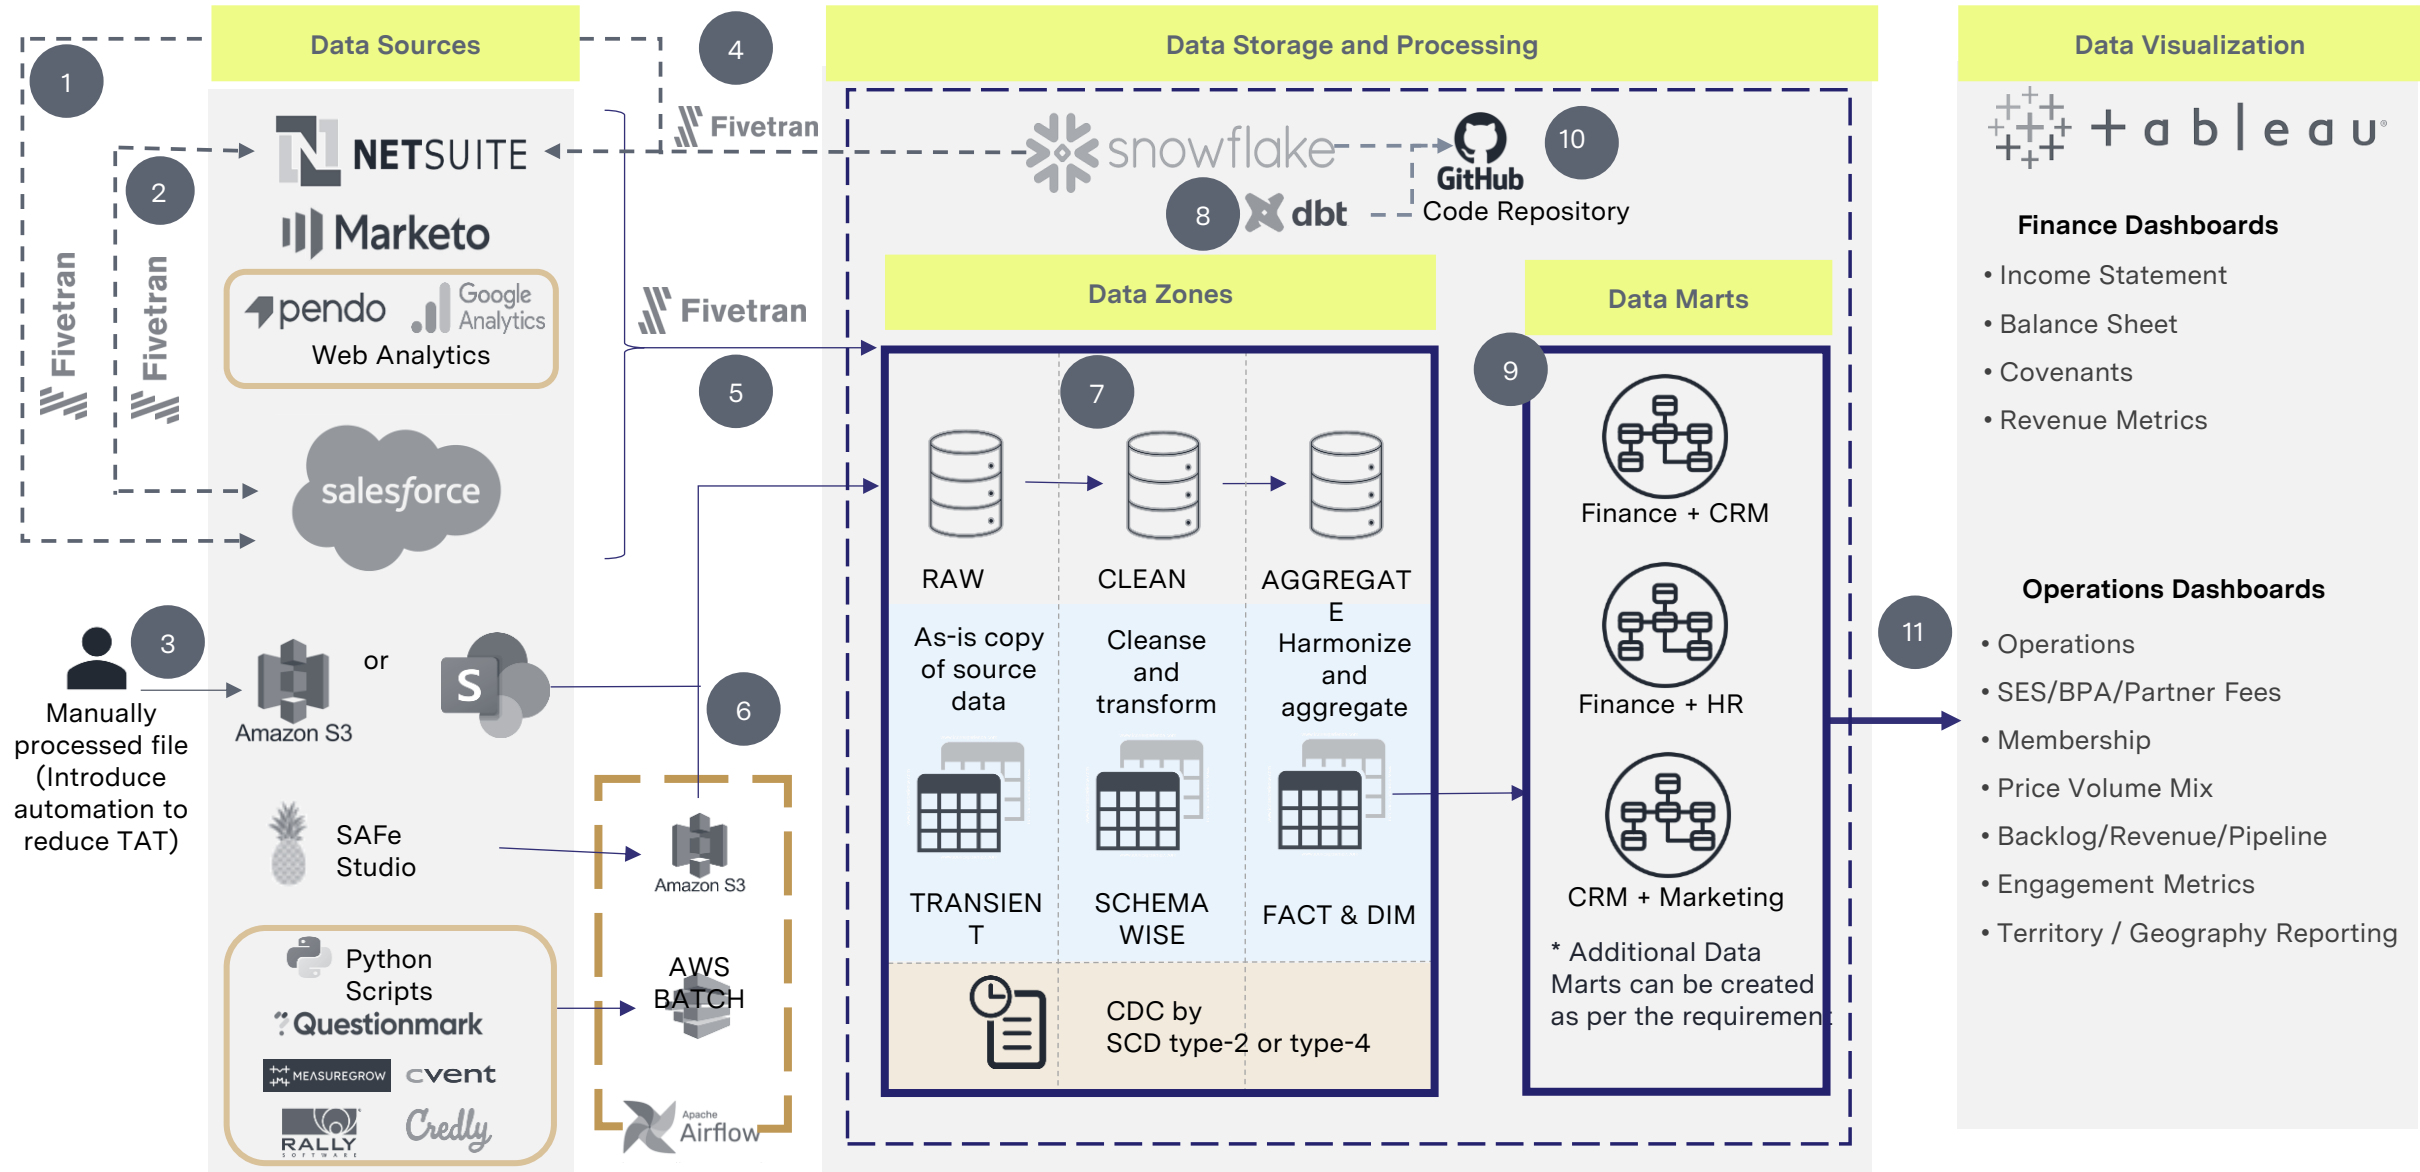 Data Sources
Data Storage and Processing
Data Visualization
1
4
2
NETSUITE
Marketo
pendo
Google
Analytics
Web Analytics
Fivetran
Fivetran
salesforce
Fivetran
Fivetran
5
3
Manually
processed file
(Introduce
automation to
reduce TAT)
Amazon S3
or
S
6
SAFe
Studio
Amazon S3
Python
Scripts
Questionmark
MEASUREGROW
cvent
RALLY
SOFTWARE
Credly
AWS
BATCH
Apache
Airflow
snowflake
GitHub
Code Repository
10
8
dbt
Data Zones
Data Marts
7
9
RAW
CLEAN
AGGREGAT
E
As-is copy
of source
data
Cleanse
and
transform
Harmonize
and
aggregate
TRANSIEN
T
SCHEMA
WISE
FACT & DIM
CDC by
SCD type-2 or type-4
Finance + CRM
Finance + HR
CRM + Marketing
* Additional Data
Marts can be created
as per the requirement
11
+ableau®
Finance Dashboards
• Income Statement
• Balance Sheet
• Covenants
• Revenue Metrics
Operations Dashboards
• Operations
• SES/BPA/Partner Fees
• Membership
• Price Volume Mix
• Backlog/Revenue/Pipeline
• Engagement Metrics
• Territory / Geography Reporting